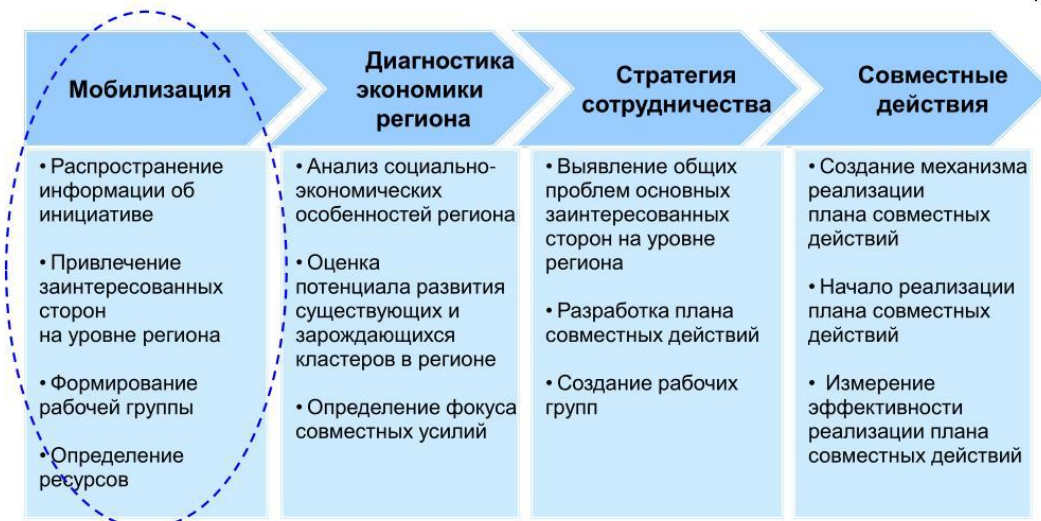 Мобилизация
• Распространение
информации об
инициативе
• Привлечение
заинтересованных
сторон
на уровне региона
• Формирование
рабочей группы
• Определение
ресурсов
Диагностика
экономики
региона
• Анализ социально-
экономических
особенностей региона
• Оценка
потенциала развития
существующих и
зарождающихся
кластеров в регионе
• Определение фокуса
совместных усилий
Стратегия
сотрудничества
• Выявление общих
проблем основных
заинтересованных
сторон на уровне
региона
• Разработка плана
совместных действий
• Создание рабочих
групп
Совместные
действия
• Создание механизма
реализации
плана совместных
действий
• Начало реализации
плана совместных
действий
• Измерение
эффективности
реализации плана
совместных действий